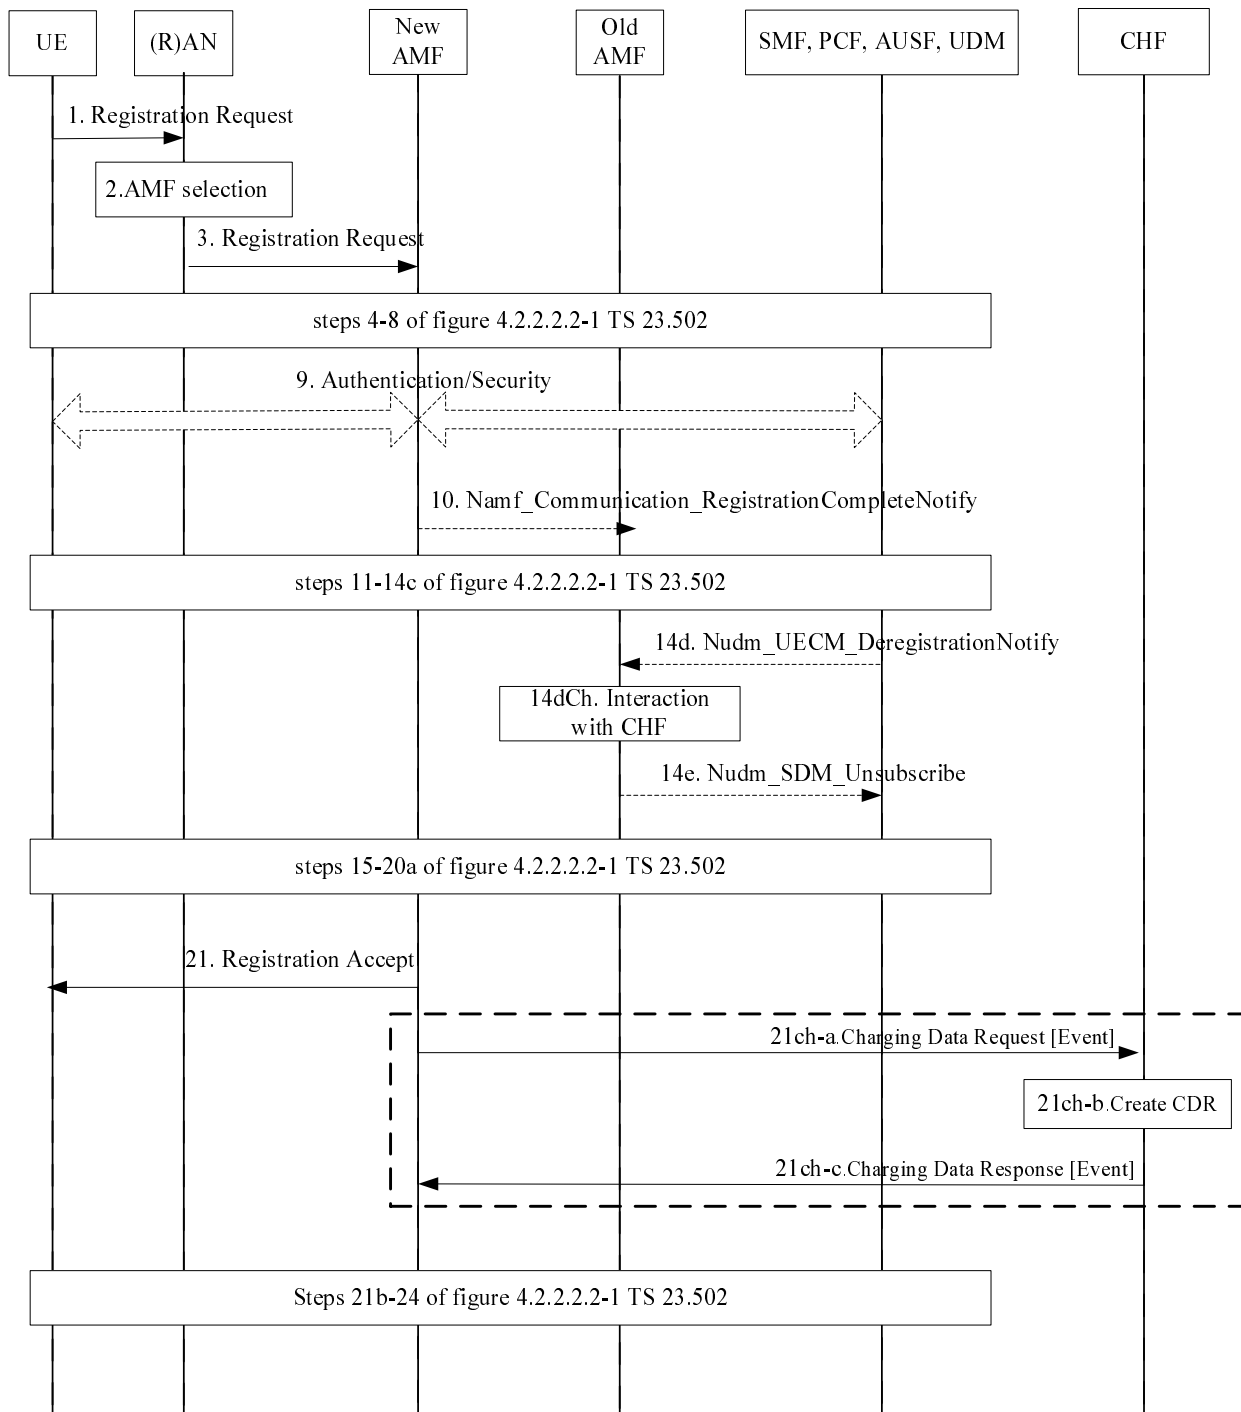 UE
(R)AN
New
AMF
Old
AMF
SMF, PCF, AUSF, UDM
CHF
1. Registration Request
2.AMF selection
3. Registration Request
steps 4-8 of figure 4.2.2.2.2-1 TS 23.502
9. Authentication/Security
10. Namf_Communication_RegistrationCompleteNotify
steps 11-14c of figure 4.2.2.2.2-1 TS 23.502
14d. Nudm_UECM_DeregistrationNotify
14dCh. Interaction
with CHF
14e. Nudm_SDM_Unsubscribe
steps 15-20a of figure 4.2.2.2.2-1 TS 23.502
21. Registration Accept
21ch-a.Charging Data Request [Event]
21ch-b.Create CDR
21ch-c.Charging Data Response [Event]
Steps 21b-24 of figure 4.2.2.2.2-1 TS 23.502